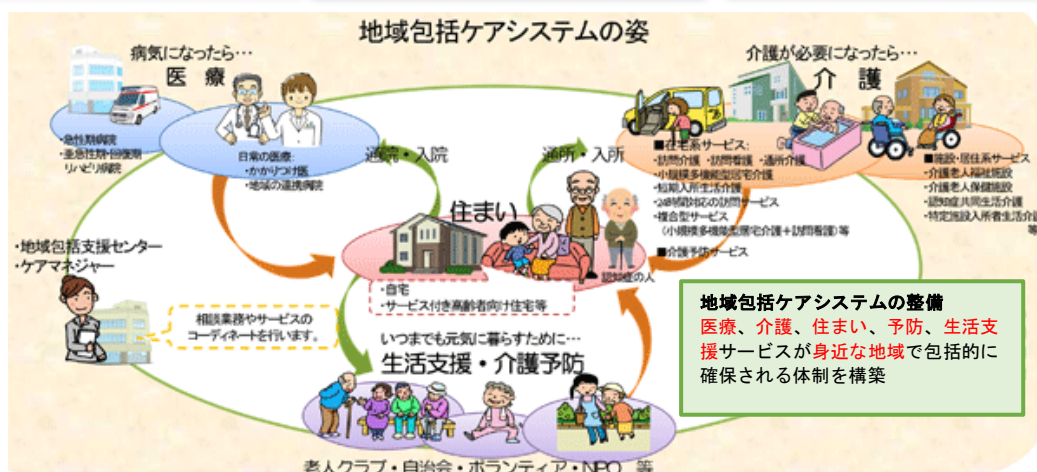 地域包括ケアシステムの姿
病気になったら…
医 療
・急性期病院
・亜急性期・回復期
リハビリ病院
日常の医療:
・かかりつけ医
・地域の連携病院
通院・入院
介護が必要になったら…
介 護
通所・入所
■在宅系サービス:
・訪問介護 ・訪問看護 ・通所介護
・小規模多機能型居宅介護
・短期入所生活介護
・24時間対応の訪問サービス
・複合型サービス
(小規模多機能型居宅介護+訪問看護)等
■介護予防サービス
■施設・居住系サービス
・介護老人福祉施設
・介護老人保健施設
・認知症共同生活介護
・特定施設入所者生活介護
等
住まい
認知症の人
・自宅
・サービス付き高齢者向け住宅等
・地域包括支援センター
・ケアマネジャー
相談業務やサービスの
コーディネートを行います。
いつまでも元気に暮らすために…
生活支援・介護予防
老人クラブ・自治会・ボランティア・NPO 等
地域包括ケアシステムの整備
医療、介護、住まい、予防、生活支
援サービスが身近な地域で包括的に
確保される体制を構築